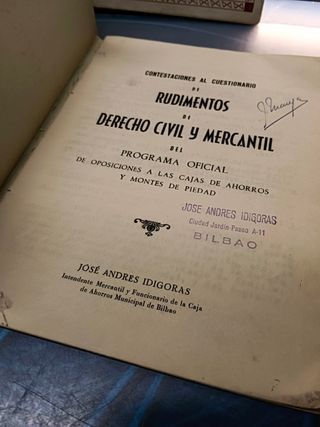 CONTESTACIONES AL CUESTIONARIO
DE
RUDIMENTOS
DE
DERECHO CIVIL Y MERCANTIL
DEL
PROGRAMA OFICIAL
DE OPOSICIONES A LAS CAJAS DE AHORROS
Y MONTES DE PIEDAD
JOSE ANDRES IDIGORAS
Ciudad Jardín Paseo A-11
BILBAO
JOSÉ ANDRES IDIGORAS
Intendente Mercantil y Funcionario de la Caja
de Ahorros Municipal de Bilbao